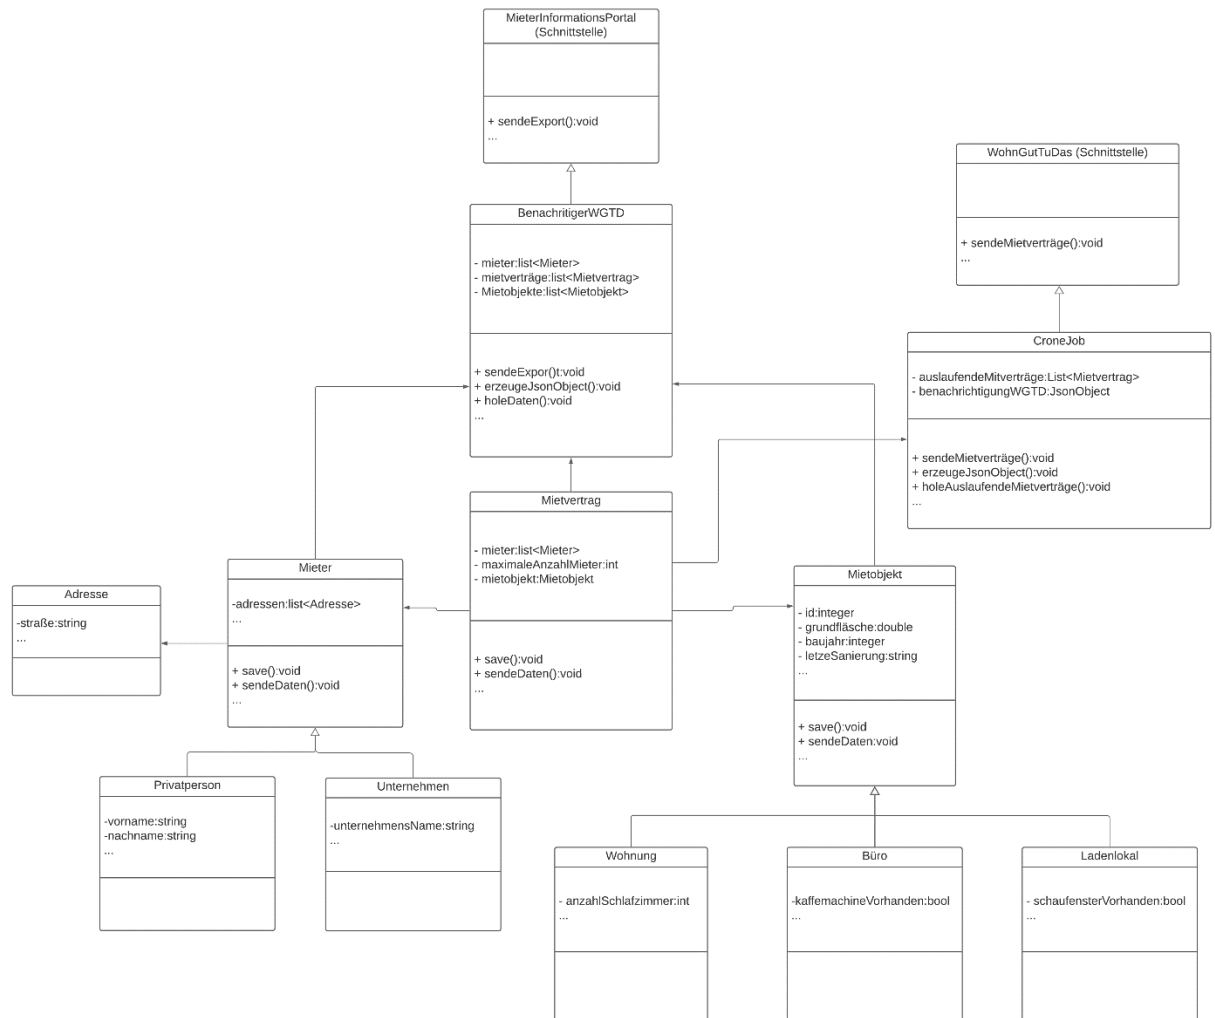 MieterInformationsPortal
(Schnittstelle)
+ sendeExport():void
...
WohnGutTuDas (Schnittstelle)
+ sendeMietverträge():void
...
BenachritigerWGTD
- mieter:list<Mieter>
- mietverträge:list<Mietvertrag>
- Mietobjekte:list<Mietobjekt>
+ sendeExpor()t:void
+ erzeugeJsonObject():void
+ holeDaten():void
...
CroneJob
- auslaufendeMitverträge:List<Mietvertrag>
- benachrichtigungWGTD:JsonObject
+ sendeMietverträge():void
+ erzeugeJsonObject():void
+ holeAuslaufendeMietverträge():void
...
Mietvertrag
- mieter:list<Mieter>
- maximaleAnzahlMieter:int
- mietobjekt:Mietobjekt
+ save():void
+ sendeDaten():void
...
Mieter
-adressen:list<Adresse>
...
+ save():void
+ sendeDaten():void
...
Adresse
-straße:string
...
Mietobjekt
- id:integer
- grundfläsche:double
- baujahr:integer
- letzeSanierung:string
...
+ save():void
+ sendeDaten:void
...
Privatperson
-vorname:string
-nachname:string
...
Unternehmen
-unternehmensName:string
...
Wohnung
- anzahlSchlafzimmer:int
...
Büro
-kaffemachineVorhanden:bool
...
Ladenlokal
- schaufensterVorhanden:bool
...